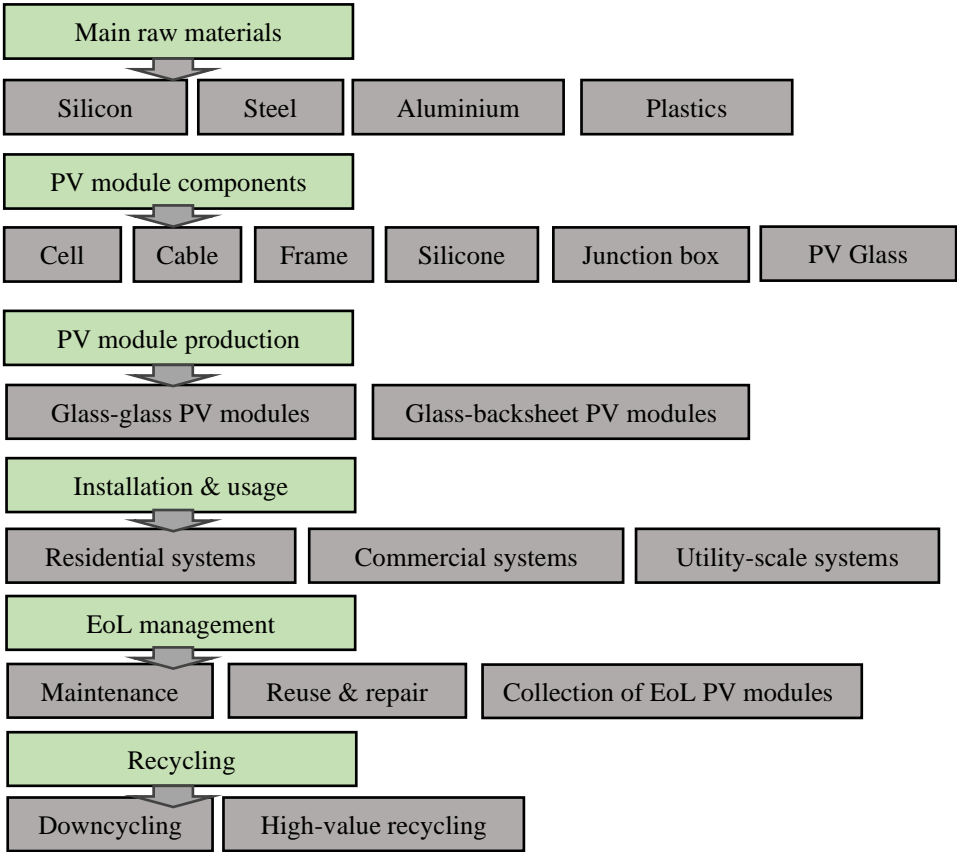 Main raw materials
Silicon Steel Aluminium Plastics
PV module components
Cell Cable Frame Silicone Junction box PV Glass
PV module production
Glass-glass PV modules Glass-backsheet PV modules
Installation & usage
Residential systems Commercial systems Utility-scale systems
EoL management
Maintenance Reuse & repair Collection of EoL PV modules
Recycling
Downcycling High-value recycling